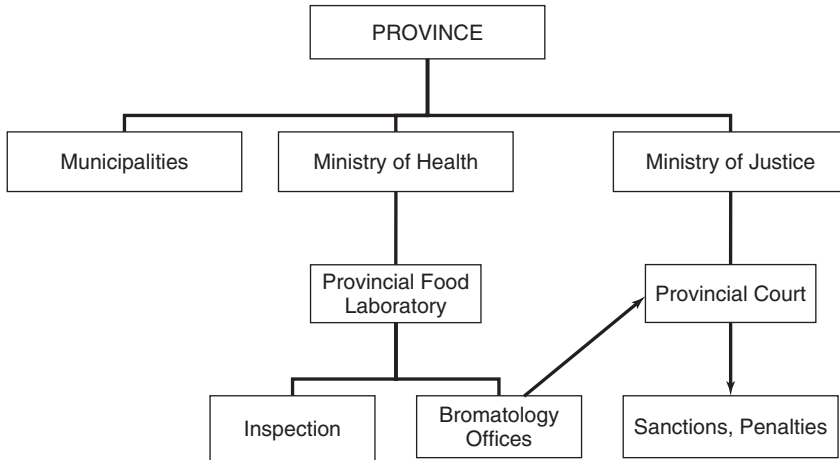 PROVINCE
Municipalities
Ministry of Health
Ministry of Justice
Provincial Food
Laboratory
Provincial Court
Inspection
Bromatology
Offices
Sanctions, Penalties